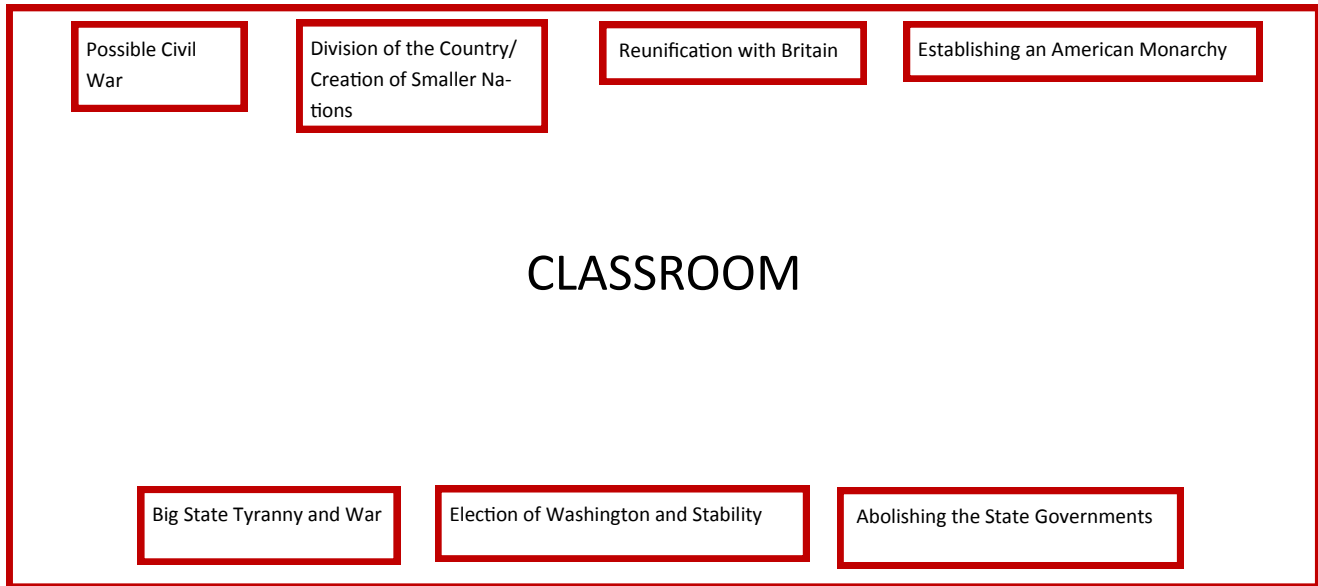 Possible Civil
War
Division of the Country/
Creation of Smaller Na-
tions
Reunification with Britain
Establishing an American Monarchy
CLASSROOM
Big State Tyranny and War
Election of Washington and Stability
Abolishing the State Governments